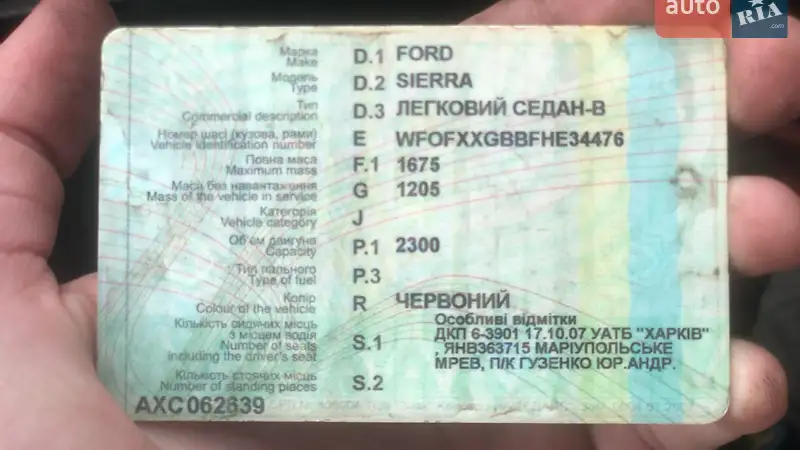 auto
RIA
.com
Марка D.1 FORD
Make
Модель D.2 SIERRA
Type
Тип D.3 ЛЕГКОВИЙ СЕДАН-В
Commercial description
Номер шасі (кузова, рами) E WFOFXXGBBFHE34476
Vehicle identification number
Повна маса F.1 1675
Maximum mass
Маса без навантаження G 1205
Mass of the vehicle in service
Категорія J
Vehicle category
Об'єм двигуна P.1 2300
Capacity
Тип пального P.3
Type of fuel
Колір R ЧЕРВОНИЙ
Colour of the vehicle
Особливі відмітки
Кількість сидячих місць S.1 ДКП 6-3901 17.10.07 УАТБ "ХАРКІВ"
з місцем водія , ЯНВ363715 МАРІУПОЛЬСЬКЕ
Number of seats МРЕВ, П/К ГУЗЕНКО ЮР.АНДР.
including the driver's seat
Кількість стоячих місць S.2
Number of standing places
АХС 062639